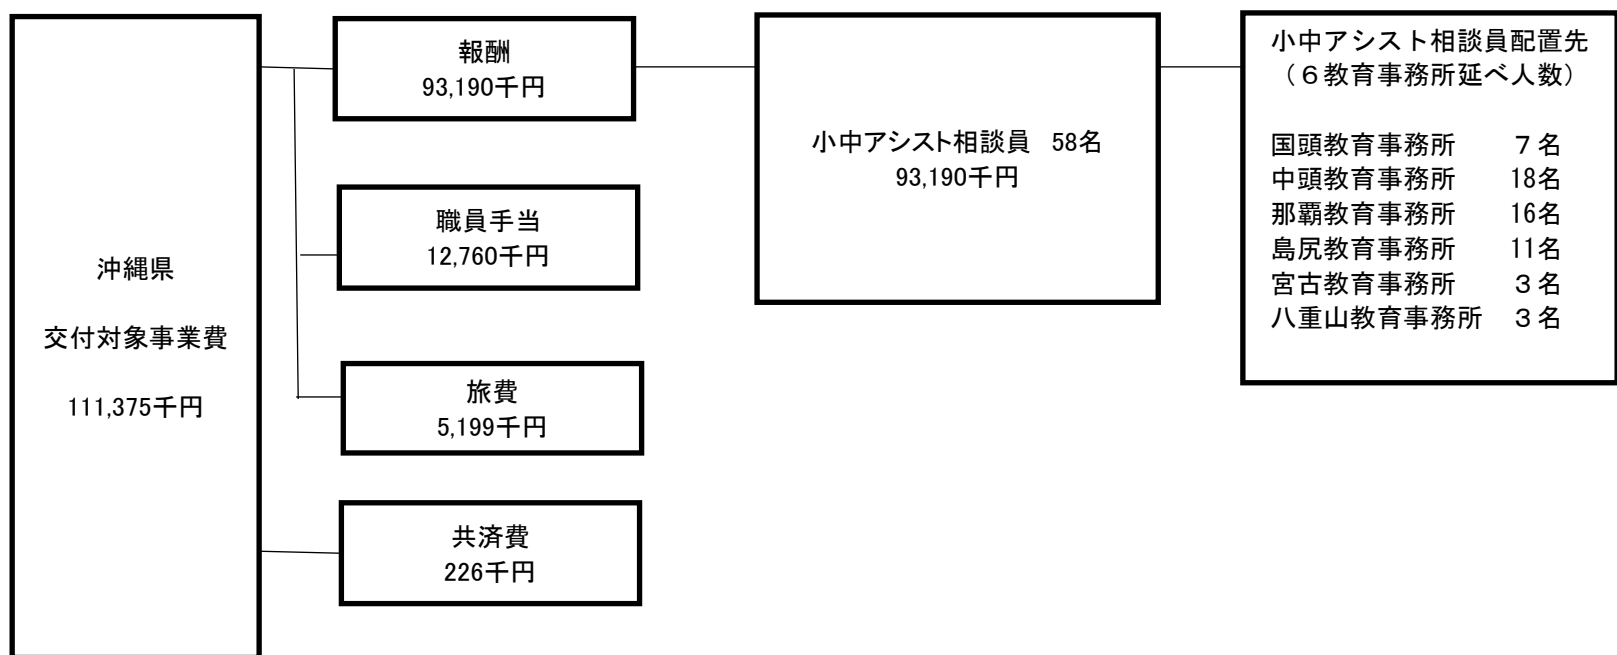 沖縄県
交付対象事業費
111,375千円
報酬
93,190千円
職員手当
12,760千円
旅費
5,199千円
共済費
226千円
小中アシスト相談員　58名
93,190千円
小中アシスト相談員配置先
（６教育事務所延べ人数）
国頭教育事務所　　７名
中頭教育事務所　　18名
那覇教育事務所　　16名
島尻教育事務所　　11名
宮古教育事務所　　３名
八重山教育事務所　３名